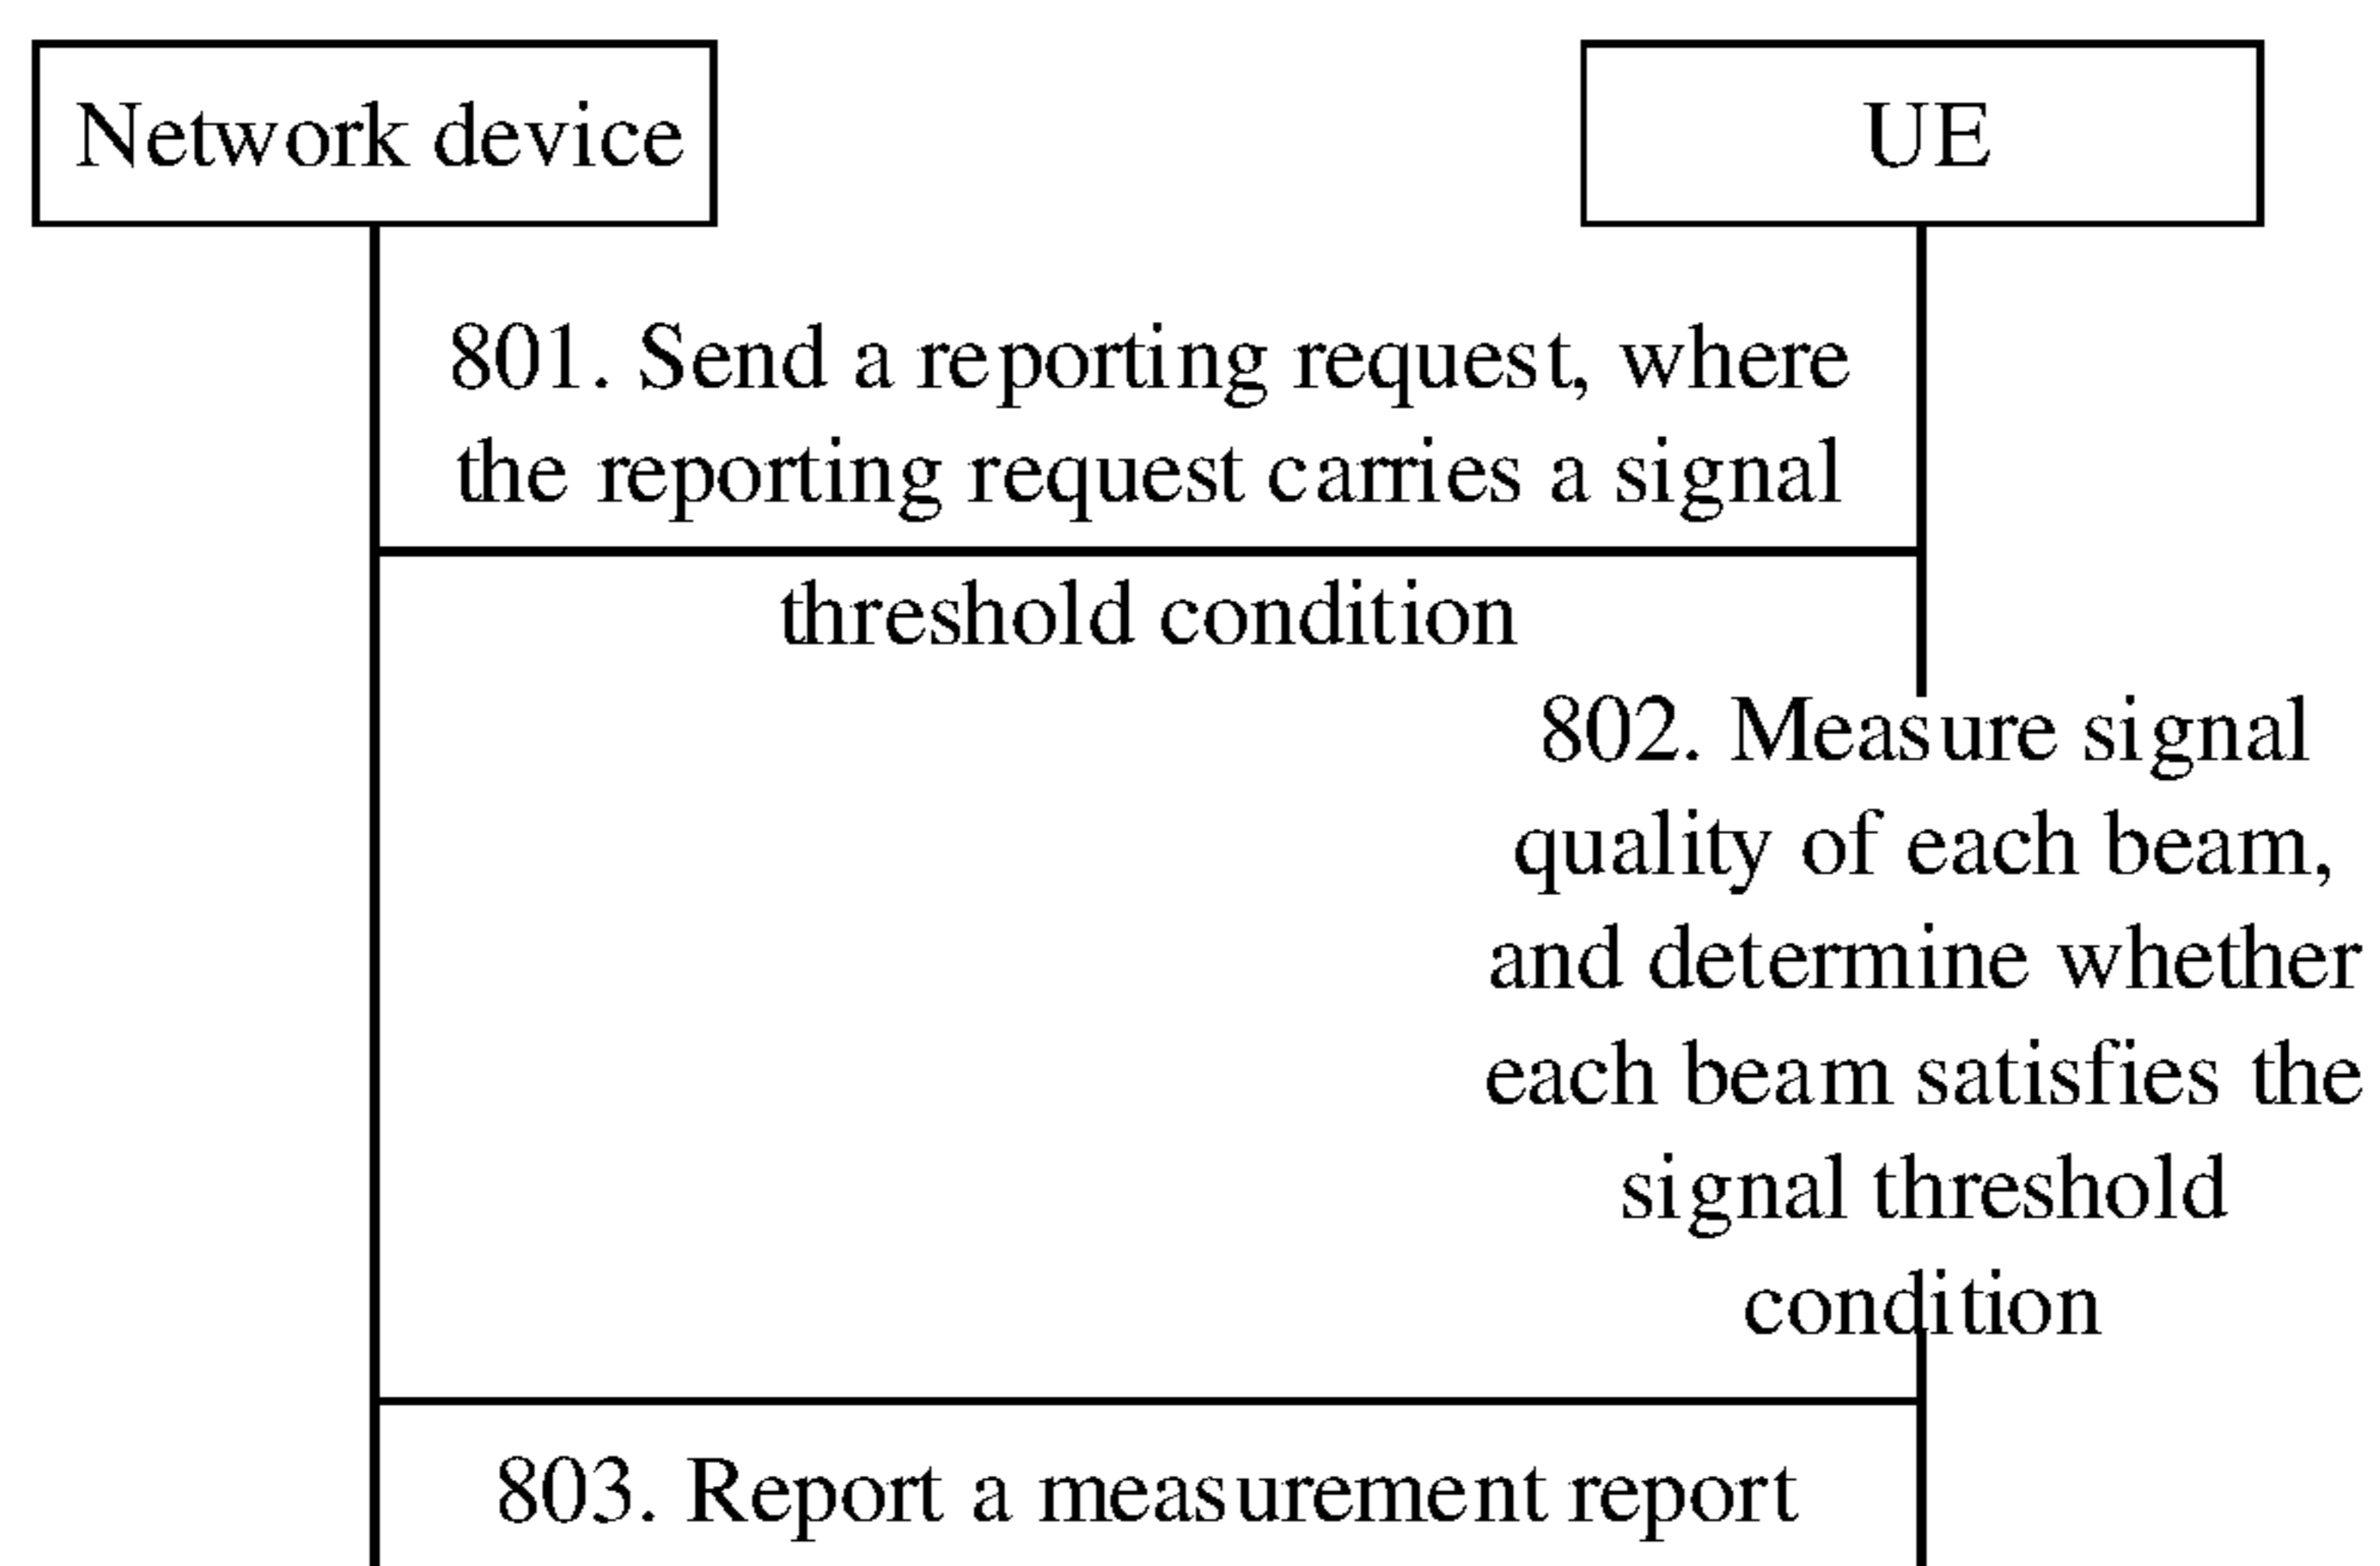 Network device
UE
801. Send a reporting request, where
the reporting request carries a signal
threshold condition
802. Measure signal
quality of each beam,
and determine whether
each beam satisfies the
signal threshold
condition
803. Report a measurement report